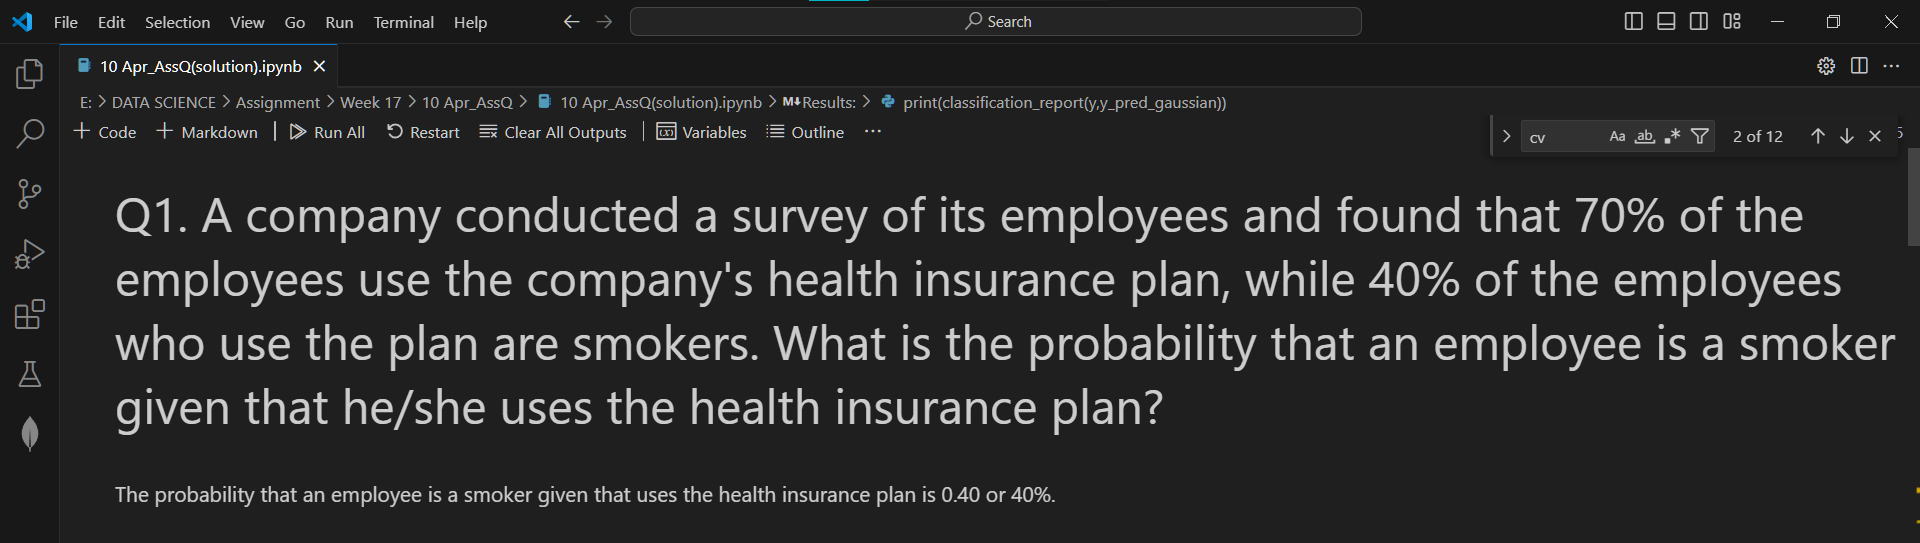 File Edit Selection View Go Run Terminal Help Search
10 Apr_AssQ(solution).ipynb
E: > DATA SCIENCE > Assignment > Week 17 > 10 Apr_AssQ > 10 Apr_AssQ(solution).ipynb > M↓Results: > print(classification_report(y,y_pred_gaussian))
+ Code + Markdown | Run All Restart Clear All Outputs | Variables Outline ...
cv Aa ab 2 of 12 5
Q1. A company conducted a survey of its employees and found that 70% of the
employees use the company's health insurance plan, while 40% of the employees
who use the plan are smokers. What is the probability that an employee is a smoker
given that he/she uses the health insurance plan?
The probability that an employee is a smoker given that uses the health insurance plan is 0.40 or 40%.